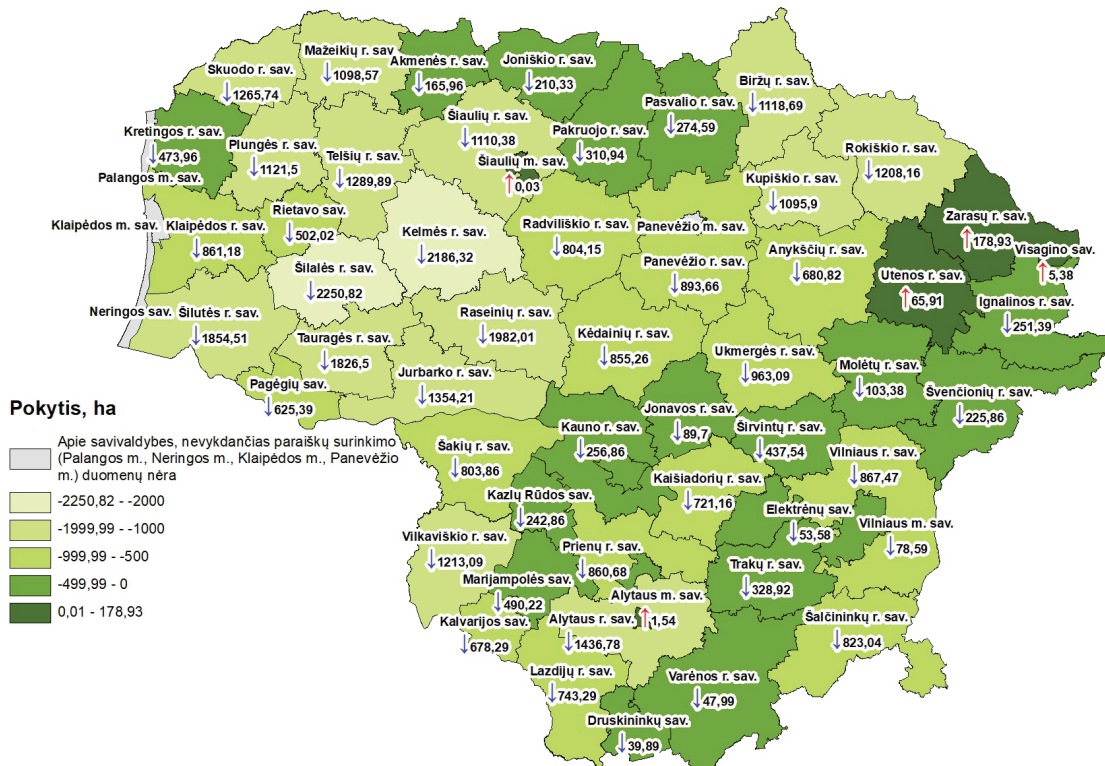 Mažeikių r. sav.
↓1098,57
Akmenės r. sav.
↓165,96
Joniškio r. sav.
↓210,33
Skuodo r. sav.
↓1265,74
Biržų r. sav.
↓1118,69
Pasvalio r. sav.
↓274,59
Šiaulių r. sav.
↓1110,38
Kretingos r. sav.
↓473,96
Plungės r. sav.
↓1121,5
Telšių r. sav.
↓1289,89
Pakruojo r. sav.
↓310,94
Šiaulių m. sav.
↑0,03
Rokiškio r. sav.
↓1208,16
Palangos m. sav.
Kupiškio r. sav.
↓1095,9
Rietavo sav.
↓502,02
Zarasų r. sav.
↑178,93
Klaipėdos m. sav.
Klaipėdos r. sav.
↓861,18
Kelmės r. sav.
↓2186,32
Radviliškio r. sav.
↓804,15
Panevėžio m. sav.
Anykščių r. sav.
↓680,82
Visagino sav.
↑5,38
Panevėžio r. sav.
↓893,66
Šilalės r. sav.
↓2250,82
Utenos r. sav.
↑65,91
Ignalinos r. sav.
↓251,39
Neringos sav.
Šilutės r. sav.
↓1854,51
Raseinių r. sav.
↓1982,01
Tauragės r. sav.
↓1826,5
Kėdainių r. sav.
↓855,26
Ukmergės r. sav.
↓963,09
Molėtų r. sav.
↓103,38
Jurbarko r. sav.
↓1354,21
Pagėgių sav.
↓625,39
Švenčionių r. sav.
↓225,86
Jonavos r. sav.
↓89,7
Kauno r. sav.
↓256,86
Širvintų r. sav.
↓437,54
Šakių r. sav.
↓803,86
Vilniaus r. sav.
↓867,47
Kaišiadorių r. sav.
↓721,16
Kazlų Rūdos sav.
↓242,86
Elektrėnų sav.
↓53,58
Vilniaus m. sav.
↓78,59
Vilkaviškio r. sav.
↓1213,09
Prienų r. sav.
↓860,68
Trakų r. sav.
↓328,92
Marijampolės sav.
↓490,22
Alytaus m. sav.
↑1,54
Kalvarijos sav.
↓678,29
Alytaus r. sav.
↓1436,78
Šalčininkų r. sav.
↓823,04
Lazdijų r. sav.
↓743,29
Varėnos r. sav.
↓47,99
Druskininkų sav.
↓39,89
Pokytis, ha
Apie savivaldybes, nevykdančias paraiškų surinkimo
(Palangos m., Neringos m., Klaipėdos m., Panevėžio
m.) duomenų nėra
-2250,82 - -2000
-1999,99 - -1000
-999,99 - -500
-499,99 - 0
0,01 - 178,93